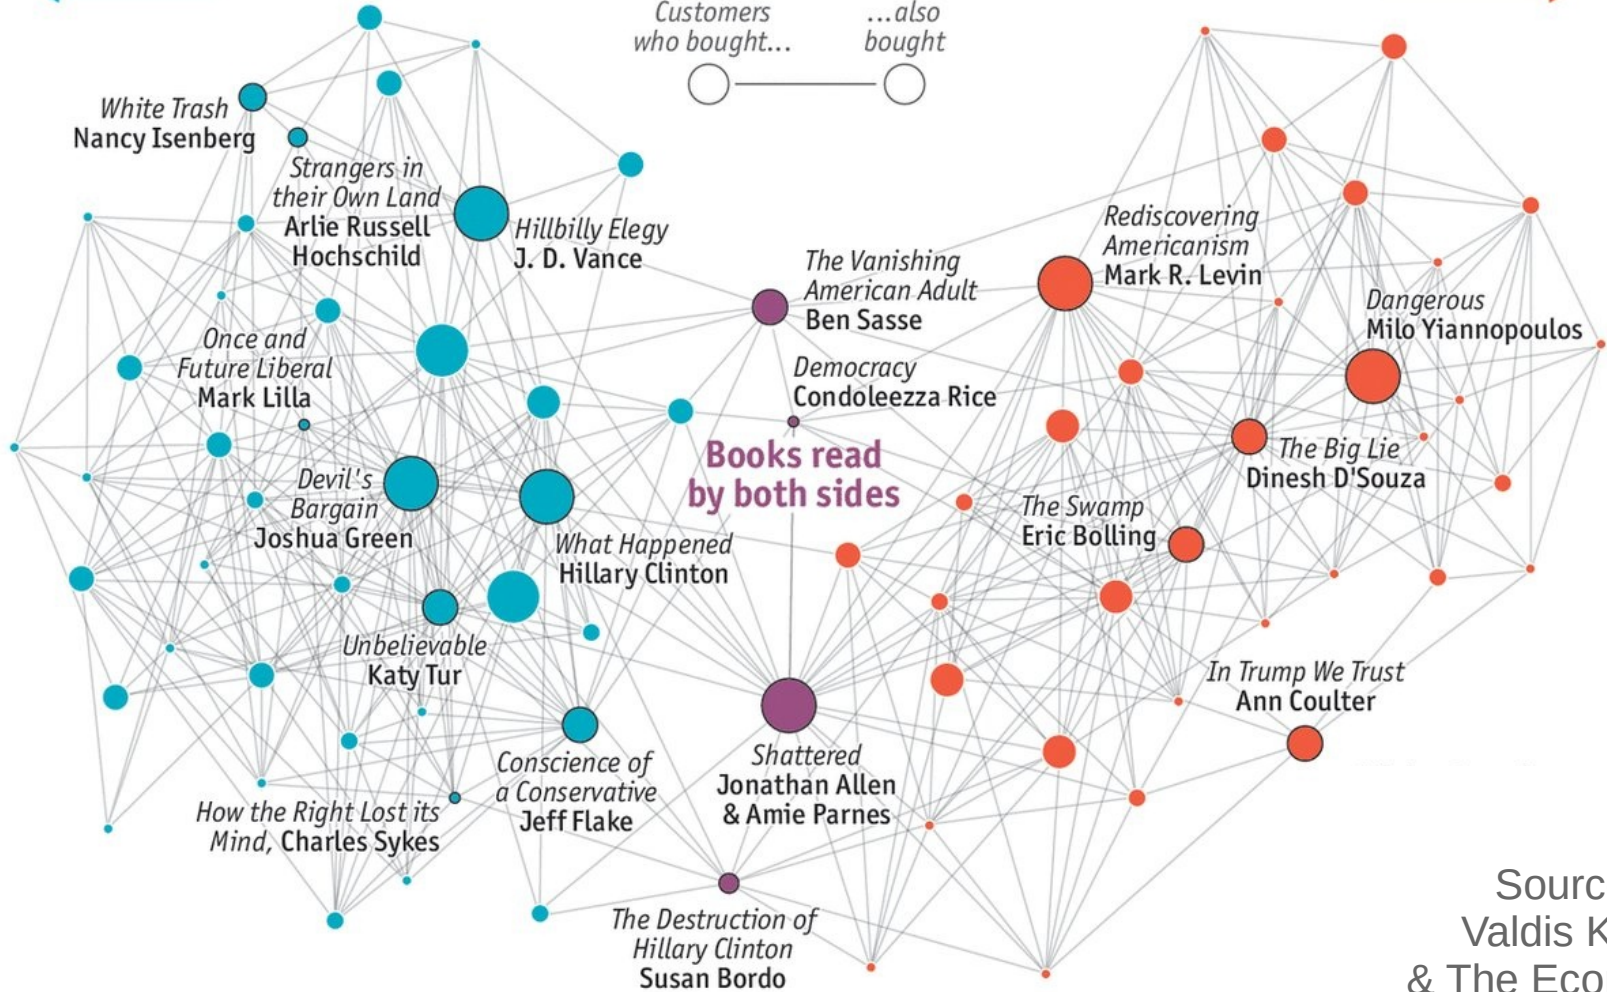 Customers
who bought...
...also
bought
White Trash
Nancy Isenberg
Strangers in
their Own Land
Arlie Russell
Hochschild
Hillbilly Elegy
J. D. Vance
The Vanishing
American Adult
Ben Sasse
Rediscovering
Americanism
Mark R. Levin
Dangerous
Milo Yiannopoulos
Once and
Future Liberal
Mark Lilla
Democracy
Condoleezza Rice
Books read
by both sides
The Big Lie
Dinesh D'Souza
Devil's
Bargain
Joshua Green
The Swamp
Eric Bolling
What Happened
Hillary Clinton
Unbelievable
Katy Tur
In Trump We Trust
Ann Coulter
Conscience of
a Conservative
Jeff Flake
Shattered
Jonathan Allen
& Amie Parnes
How the Right Lost its
Mind, Charles Sykes
The Destruction of
Hillary Clinton
Susan Bordo
Sourc
Valdis K
& The Eco